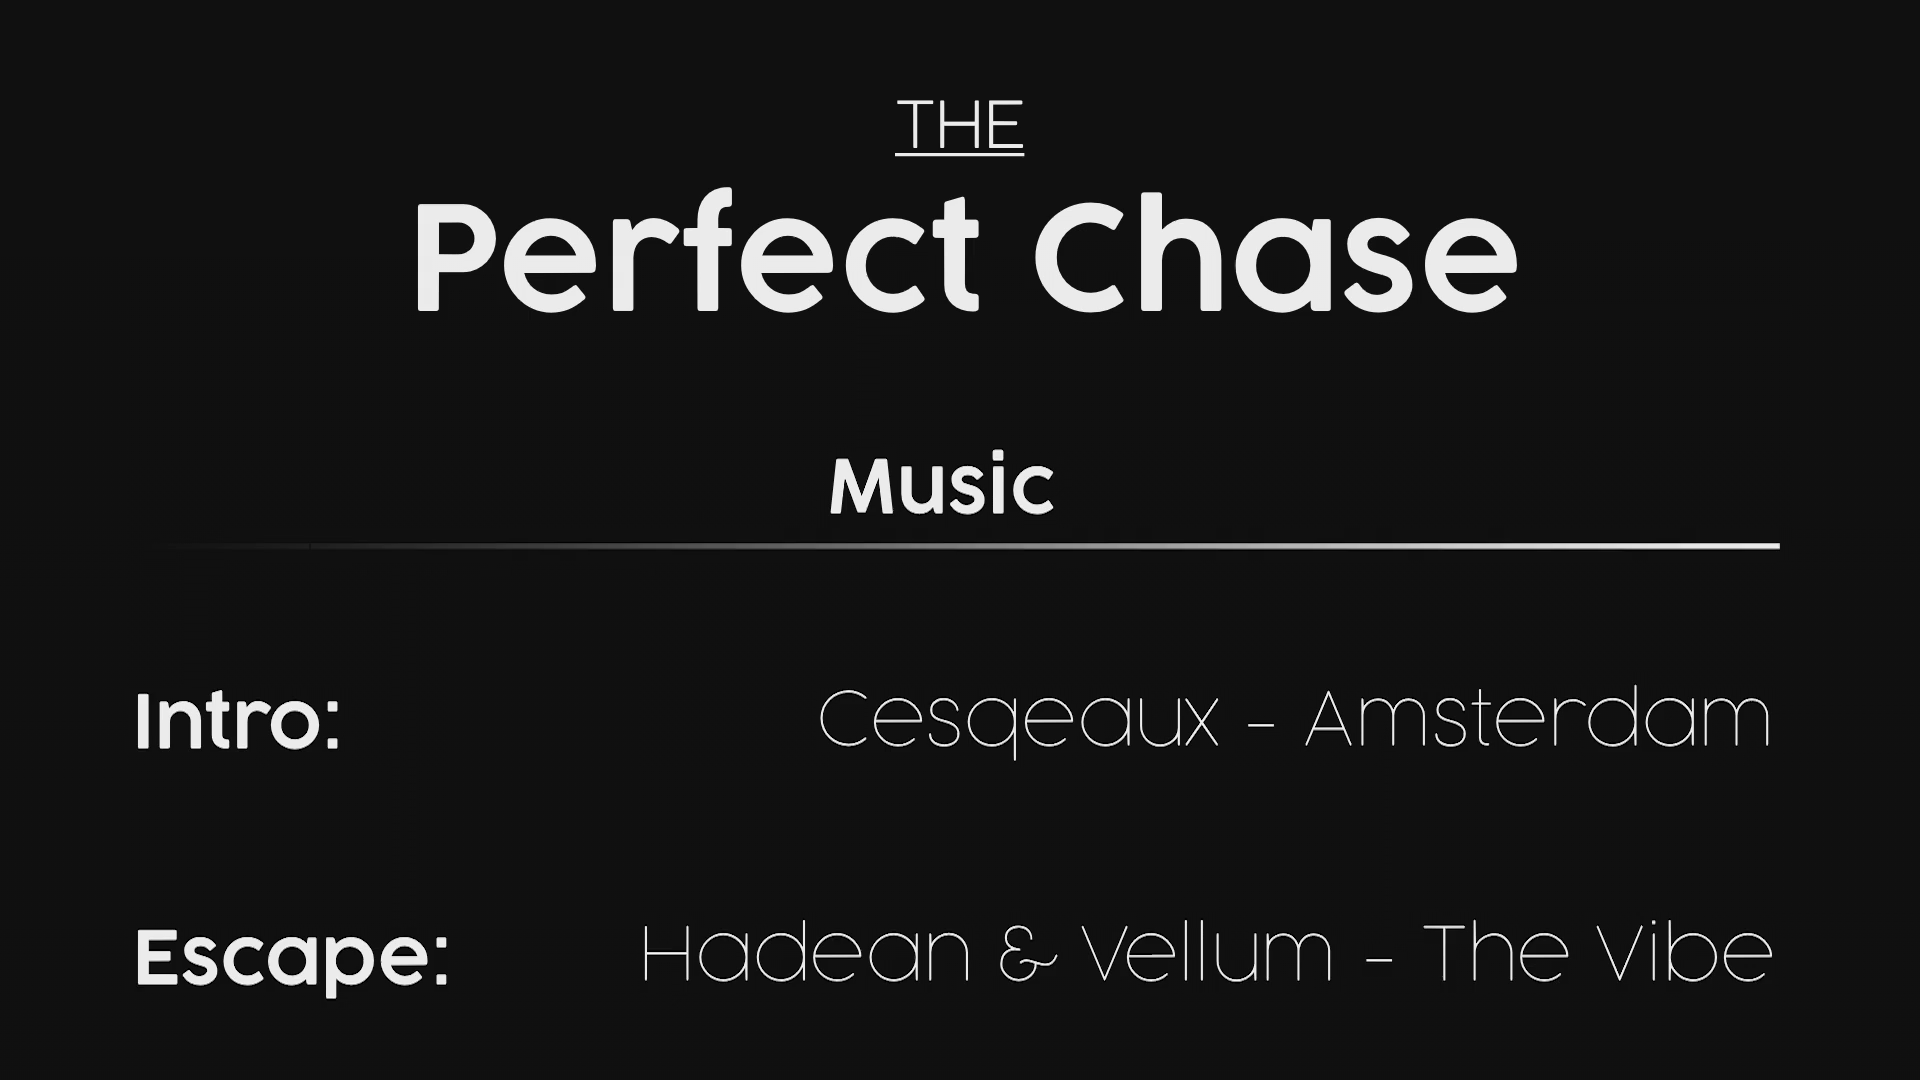 THE
Perfect Chase
Music
Intro: Cesqeaux - Amsterdam
Escape: Hadean & Vellum - The Vibe